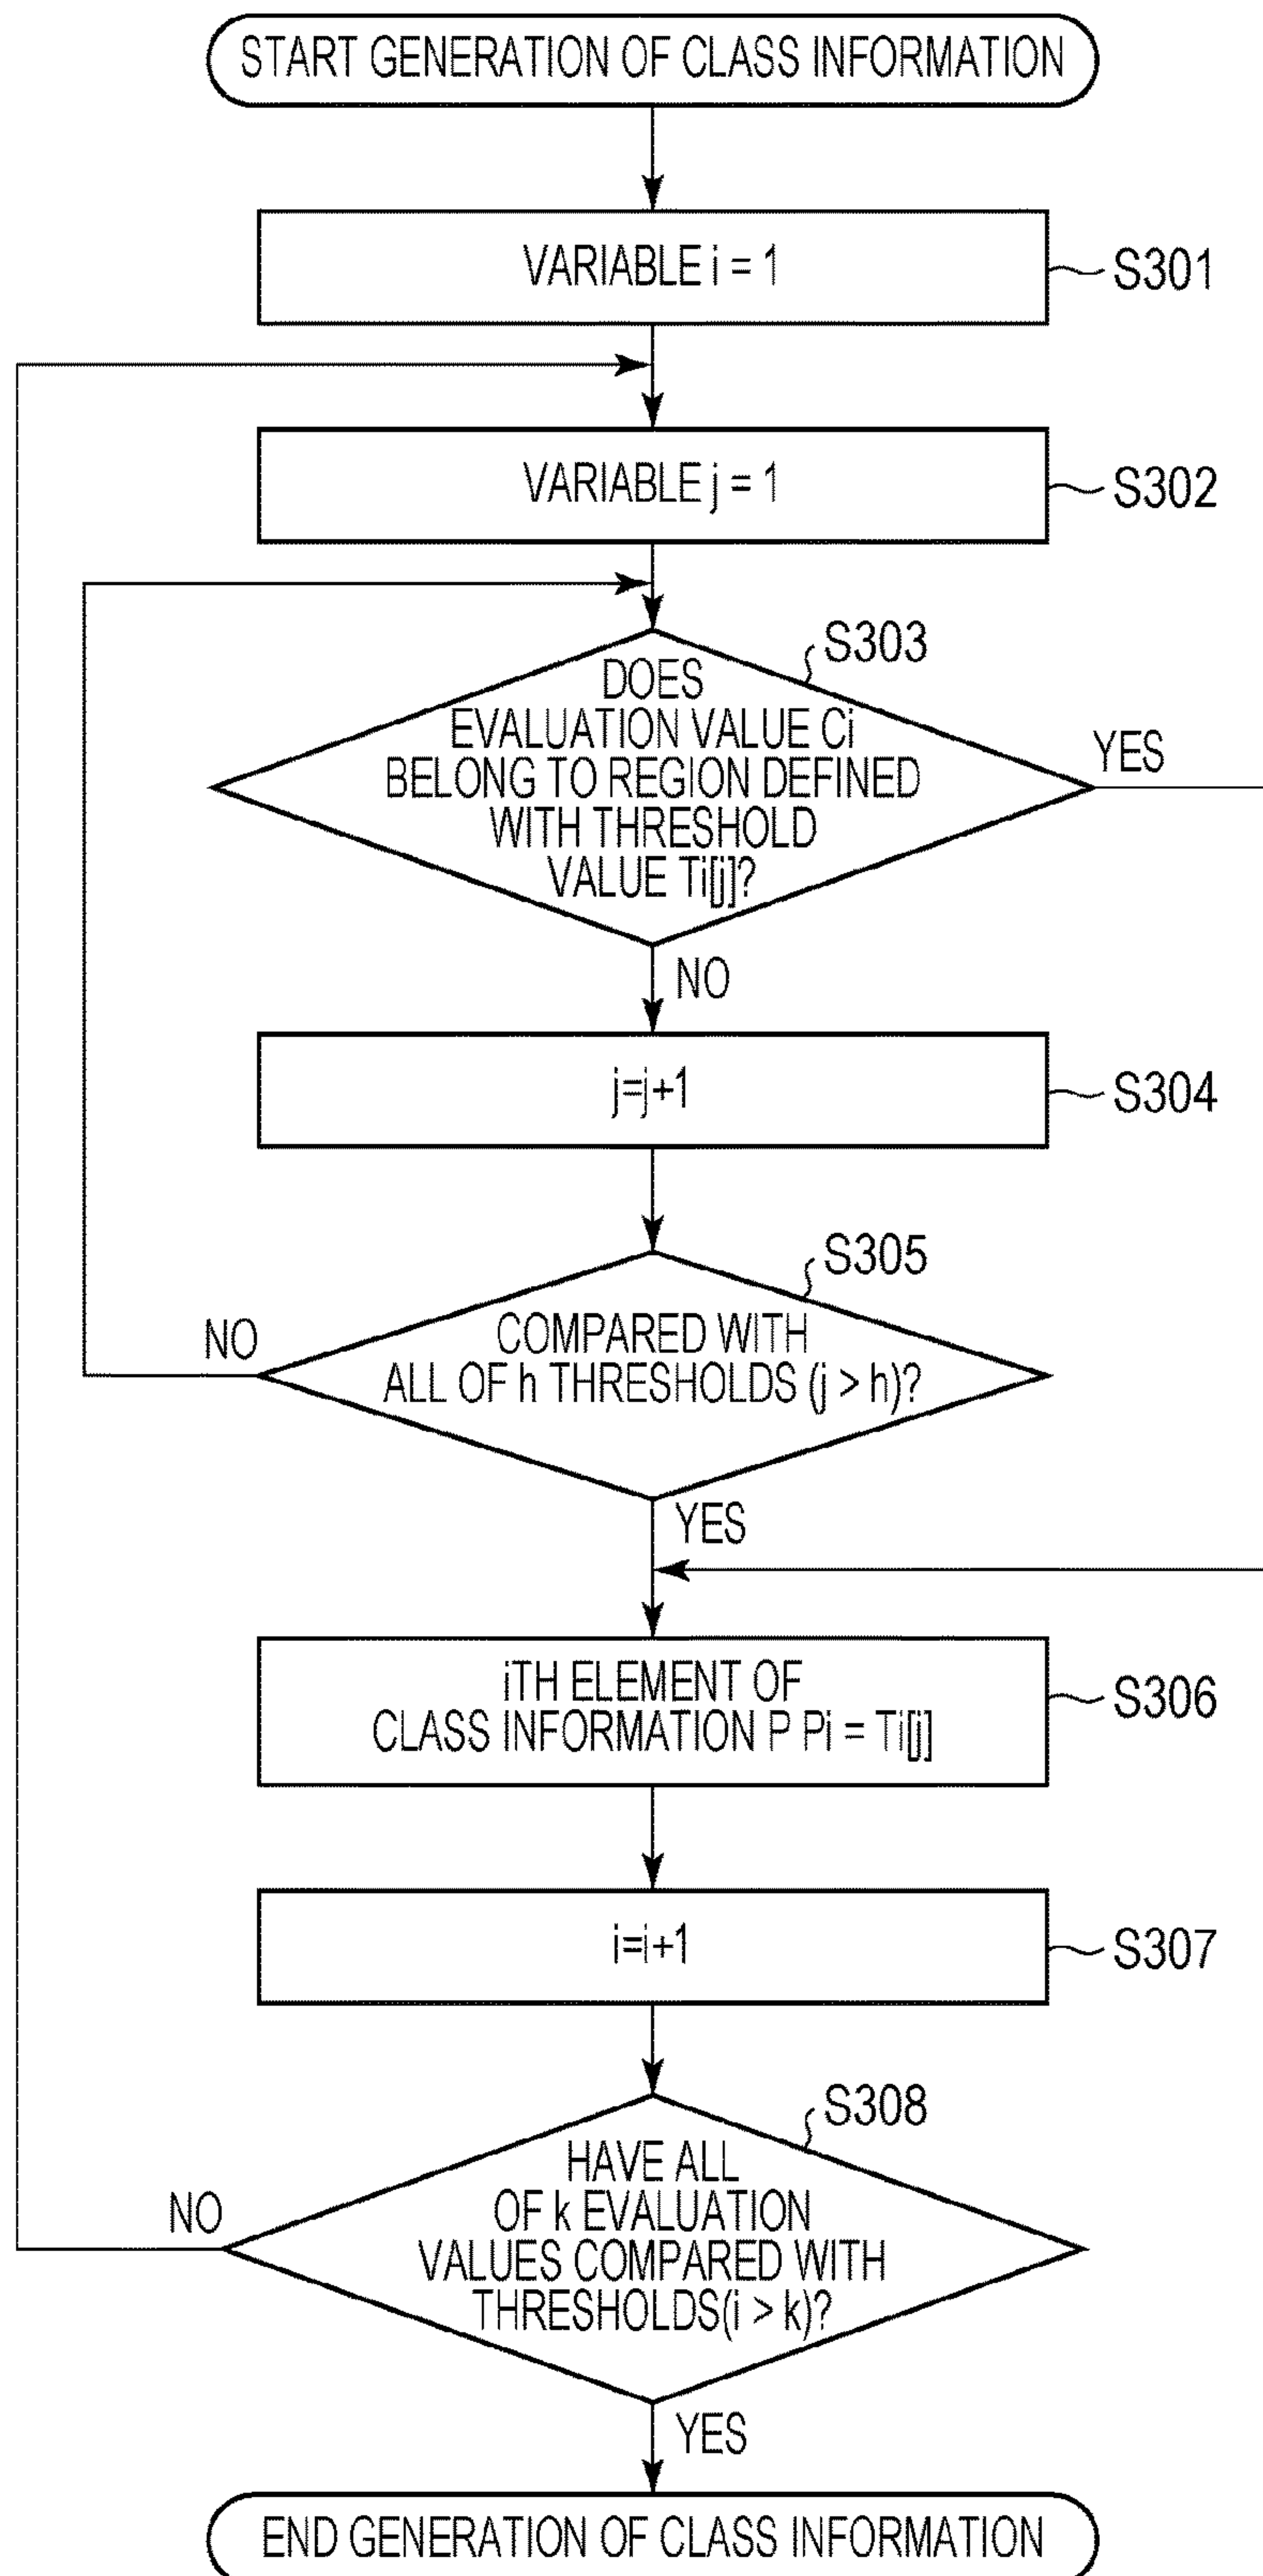 START GENERATION OF CLASS INFORMATION
VARIABLE i = 1
S301
VARIABLE j = 1
S302
S303
DOES
EVALUATION VALUE Ci
BELONG TO REGION DEFINED
WITH THRESHOLD
VALUE Ti[j]?
YES
NO
j=j+1
S304
S305
COMPARED WITH
ALL OF h THRESHOLDS (j > h)?
NO
YES
iTH ELEMENT OF
CLASS INFORMATION P Pi = Ti[j]
S306
i=i+1
S307
S308
HAVE ALL
OF k EVALUATION
VALUES COMPARED WITH
THRESHOLDS(i > k)?
NO
YES
END GENERATION OF CLASS INFORMATION